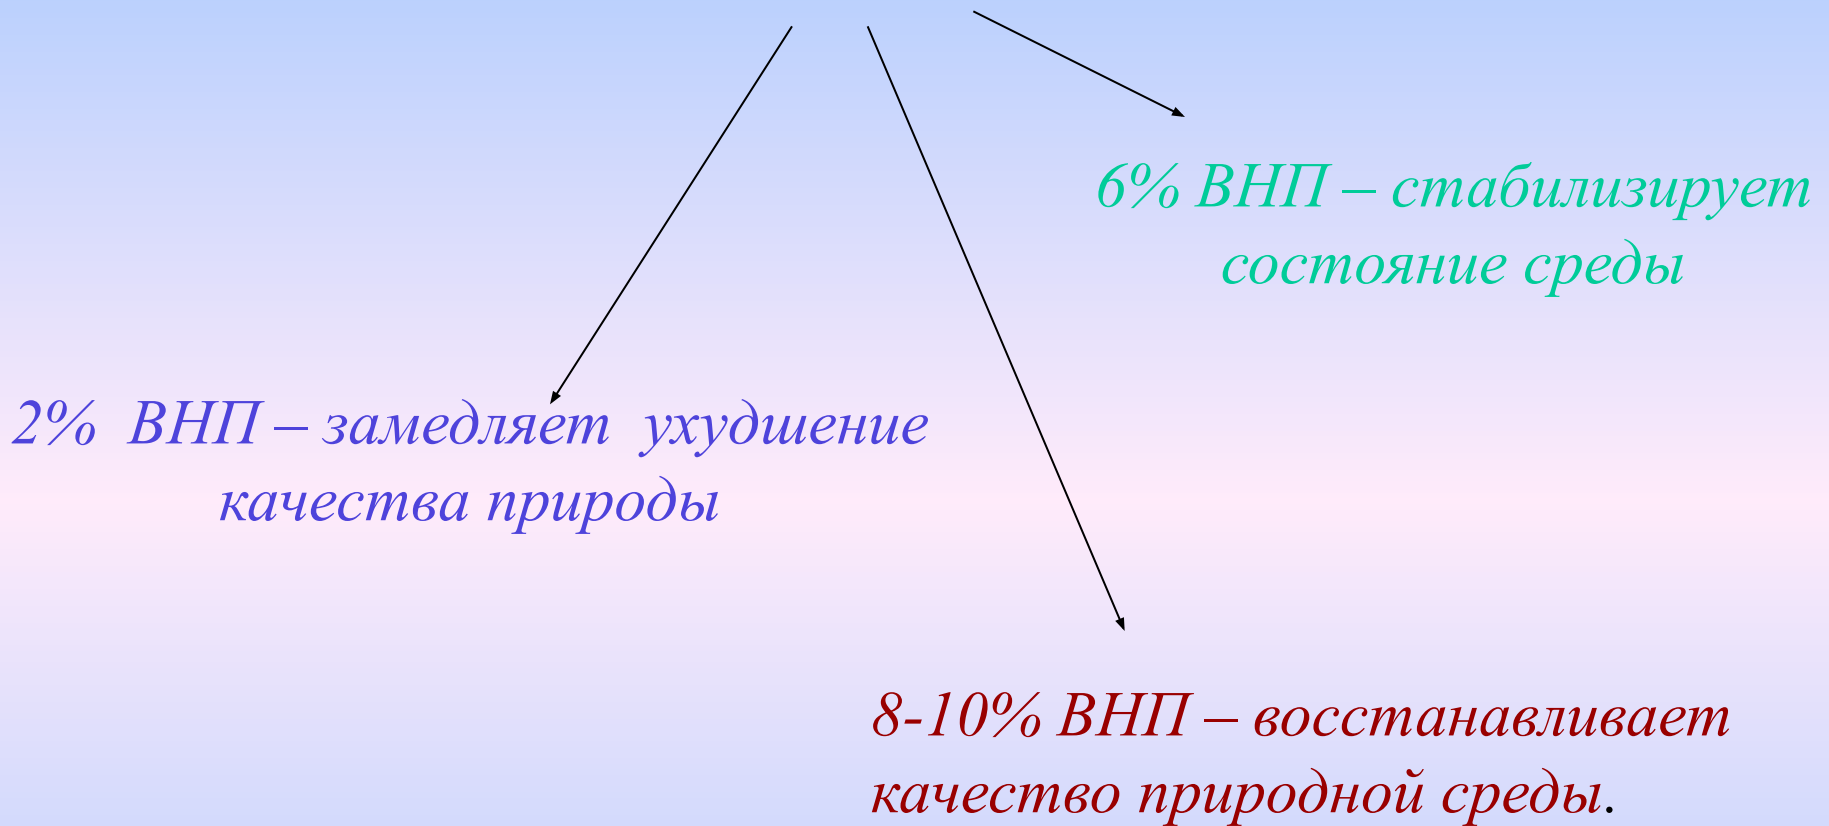 6% ВНП – стабилизирует
состояние среды
2% ВНП – замедляет ухудшение
качества природы
8-10% ВНП – восстанавливает
качество природной среды.